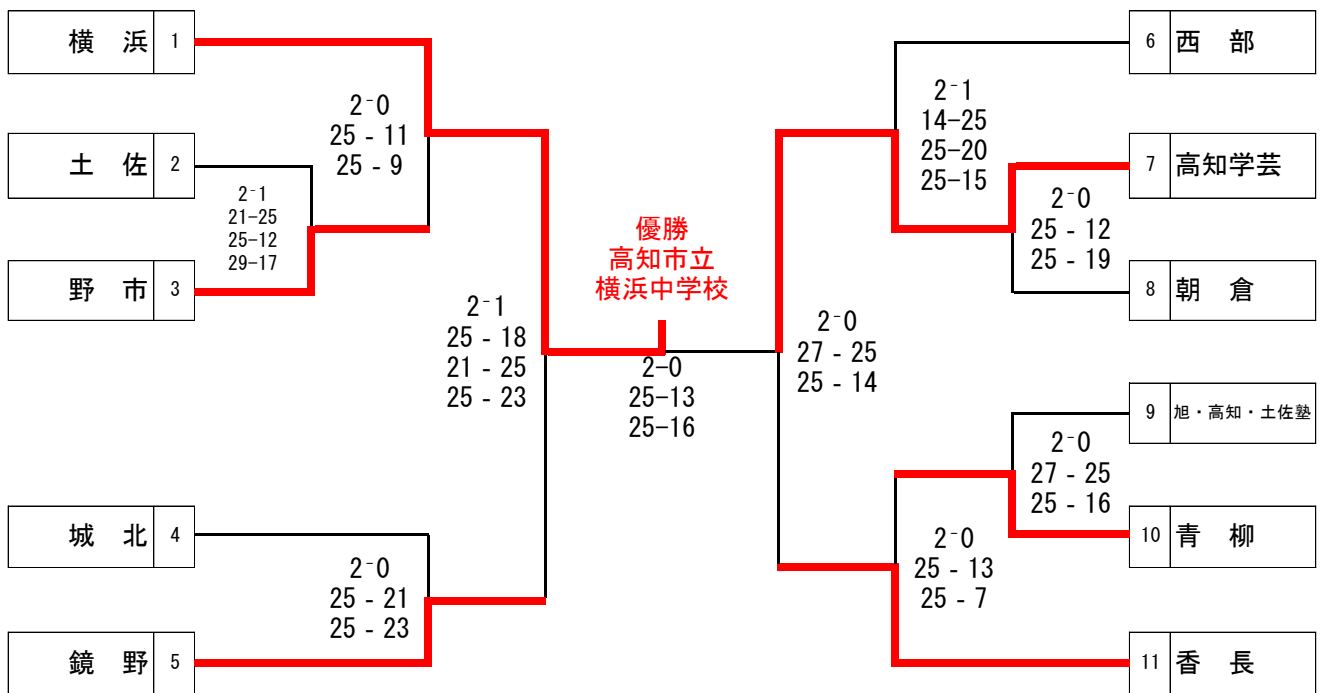 横 浜 1
土 佐 2
野 市 3
城 北 4
鏡 野 5
2-0
25 - 11
25 - 9
2-1
21-25
25-12
29-17
2-1
25 - 18
21 - 25
25 - 23
2-0
25 - 21
25 - 23
優勝
高知市立
横浜中学校
2-0
25-13
25-16
2-1
14-25
25-20
25-15
2-0
25 - 12
25 - 19
2-0
27 - 25
25 - 14
2-0
27 - 25
25 - 16
2-0
25 - 13
25 - 7
6 西 部
7 高知学芸
8 朝 倉
9 旭・高知・土佐塾
10 青 柳
11 香 長